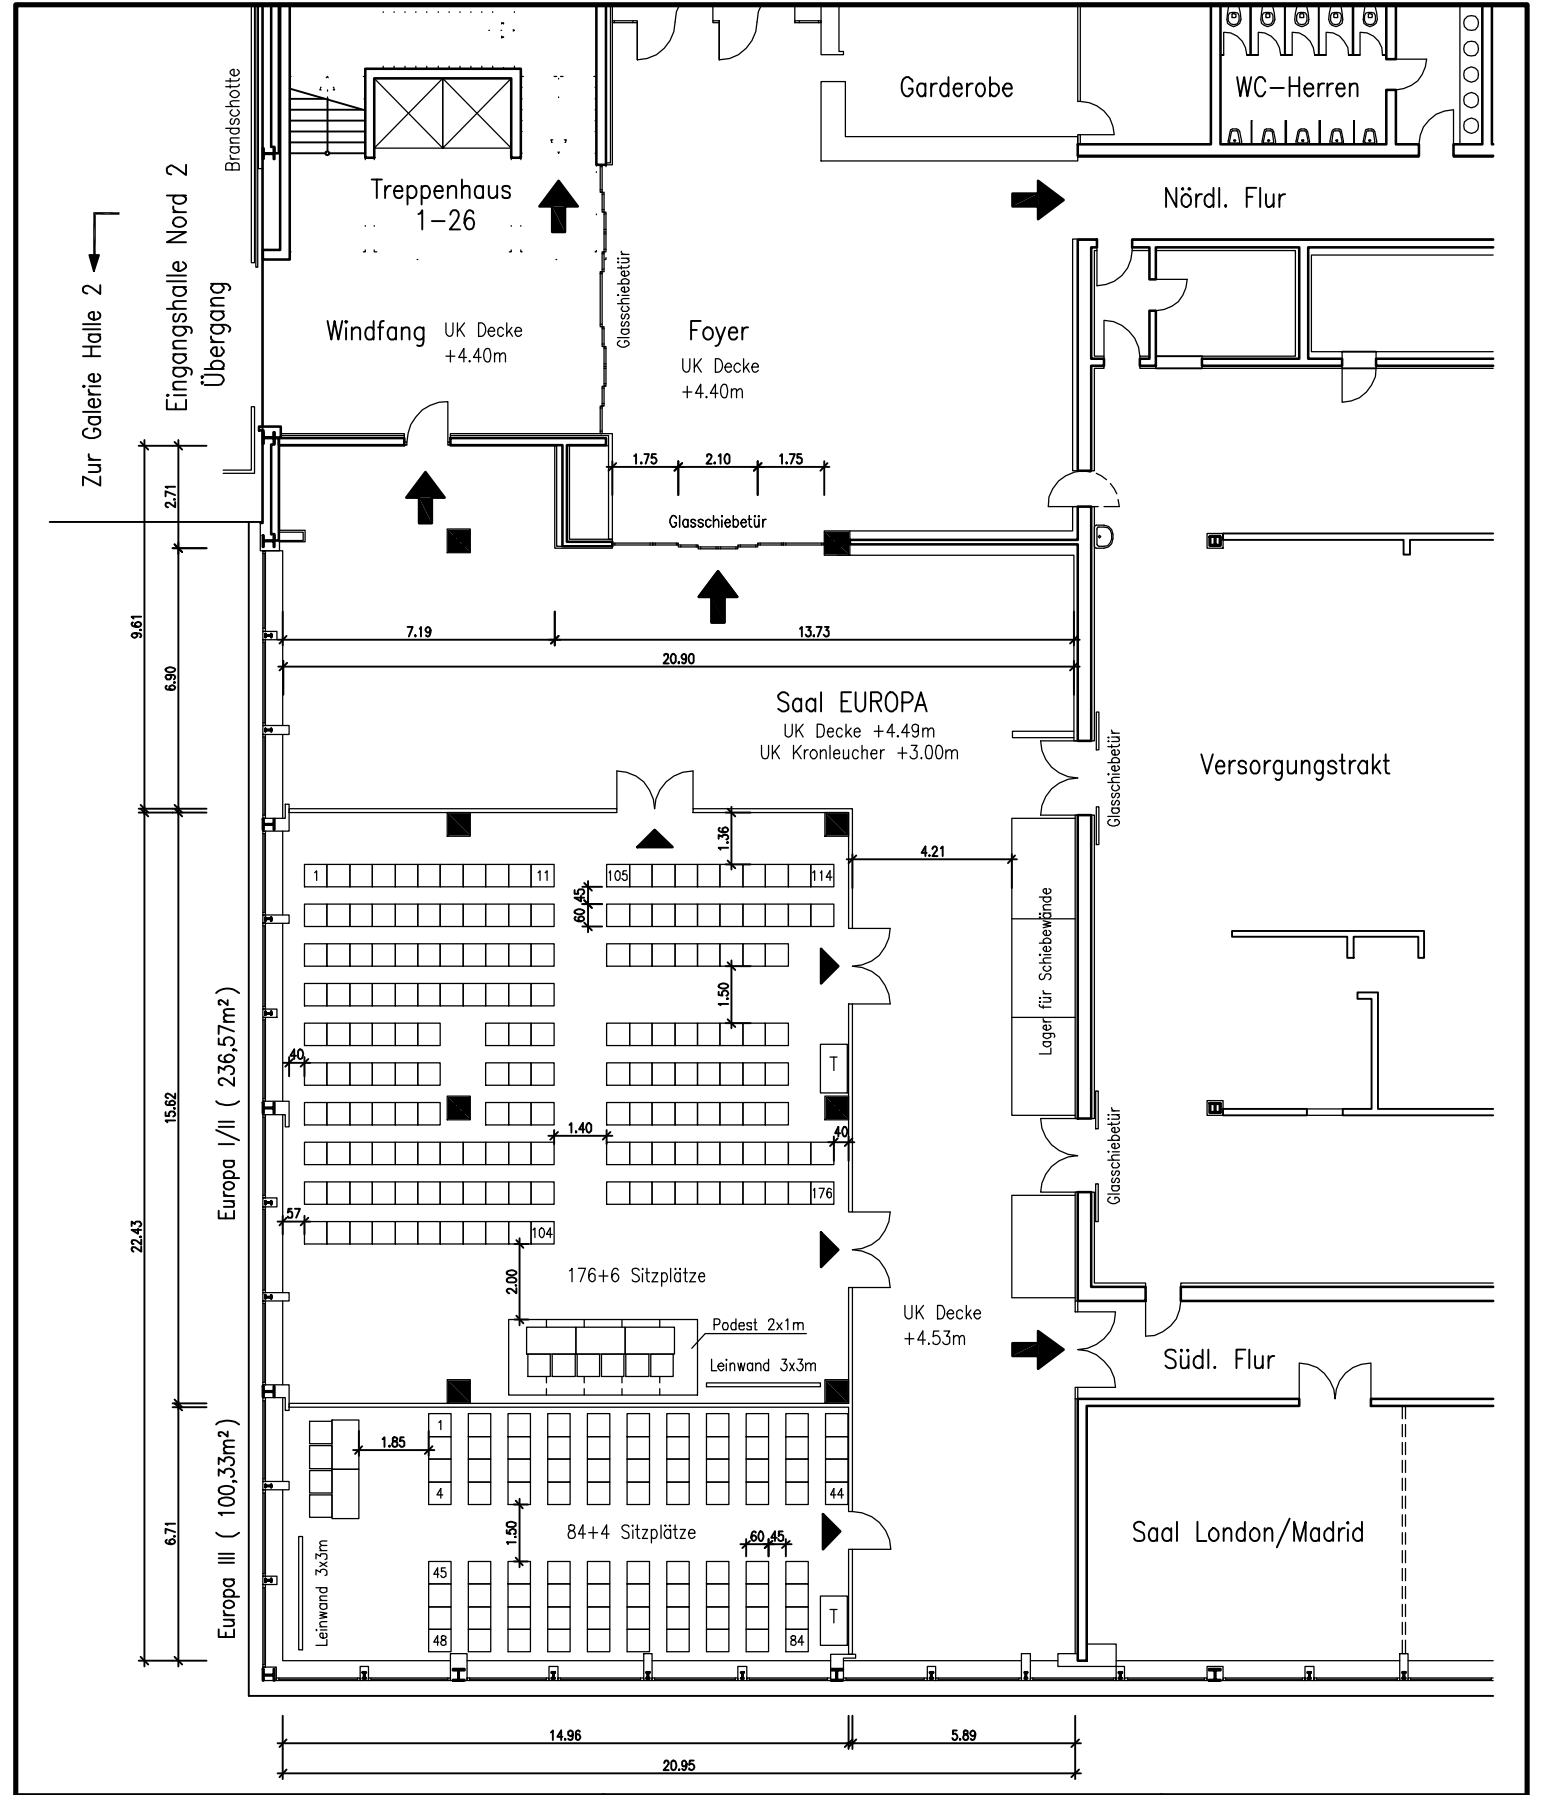 Garderobe
WC-Herren
Brandschotte
Treppenhaus
1-26
Nördl. Flur
Zur Galerie Halle 2
Eingangshalle Nord 2
Übergang
Glasschiebetür
Windfang
UK Decke
+4.40m
Foyer
UK Decke
+4.40m
1.75
2.10
1.75
Glasschiebetür
2.71
9.61
6.90
7.19
13.73
20.90
Saal EUROPA
UK Decke +4.49m
UK Kronleucher +3.00m
Glasschiebetür
Versorgungstrakt
1.36
4.21
1
11
105
114
45
60
Lager für Schiebewände
1.50
40
T
Europa I/II ( 236,57m²)
15.62
22.43
1.40
40
Glasschiebetür
57
176
104
2.00
176+6 Sitzplätze
Podest 2x1m
Leinwand 3x3m
UK Decke
+4.53m
Südl. Flur
Europa III ( 100,33m²)
6.71
1.85
1
4
44
1.50
84+4 Sitzplätze
60
45
45
48
84
T
Leinwand 3x3m
Saal London/Madrid
14.96
5.89
20.95